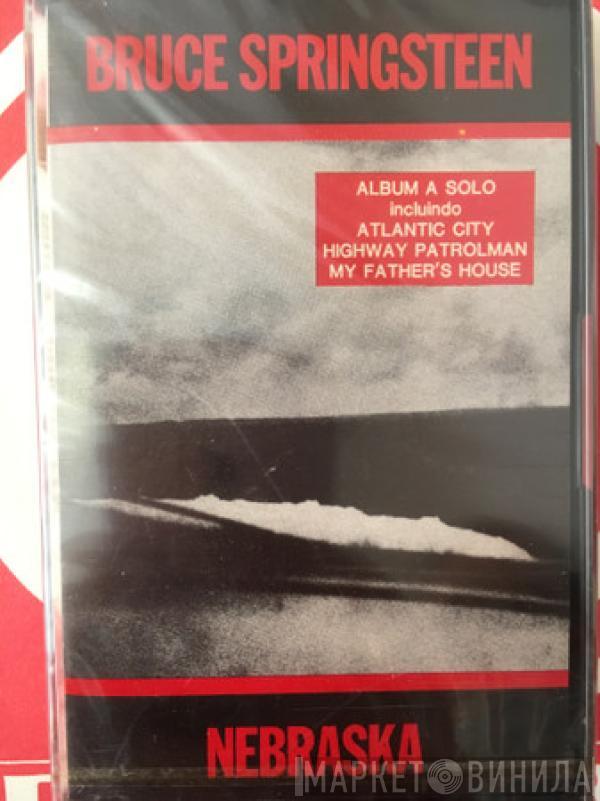 BRUCE SPRINGSTEEN
ALBUM A SOLO
incluindo
ATLANTIC CITY
HIGHWAY PATROLMAN
MY FATHER'S HOUSE
NEBRASKA
МАРКЕТ ВИНИЛА